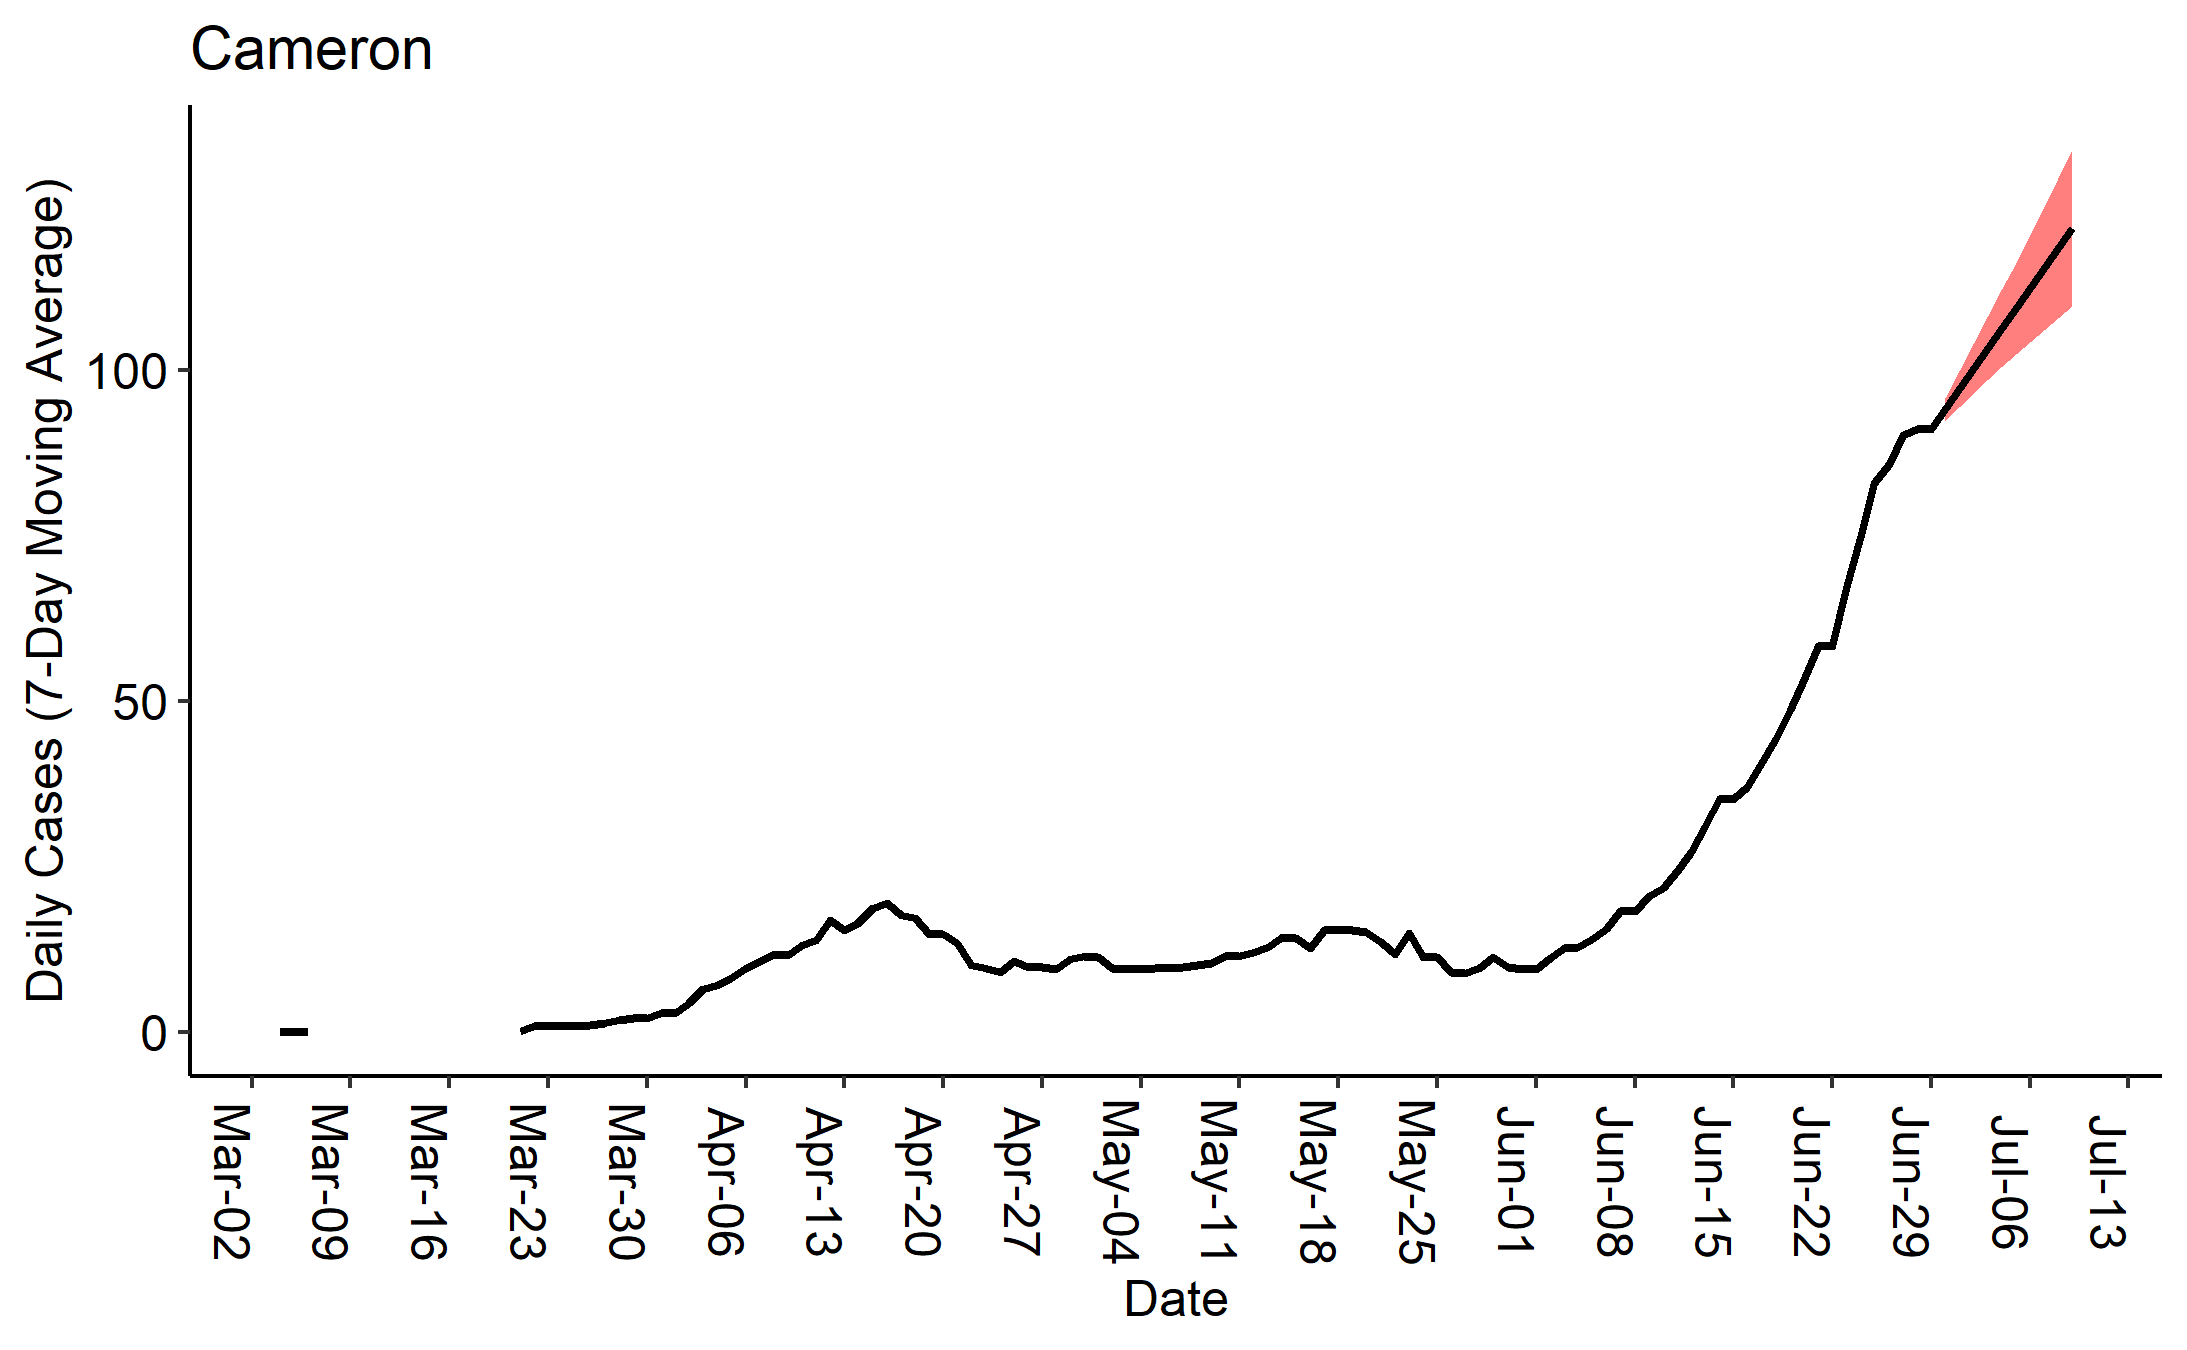 Cameron
Daily Cases (7-Day Moving Average)
100
50
0
Mar-02
Mar-09
Mar-16
Mar-23
Mar-30
Apr-06
Apr-13
Apr-20
Apr-27
May-04
May-11
May-18
May-25
Jun-01
Jun-08
Jun-15
Jun-22
Jun-29
Jul-06
Jul-13
Date